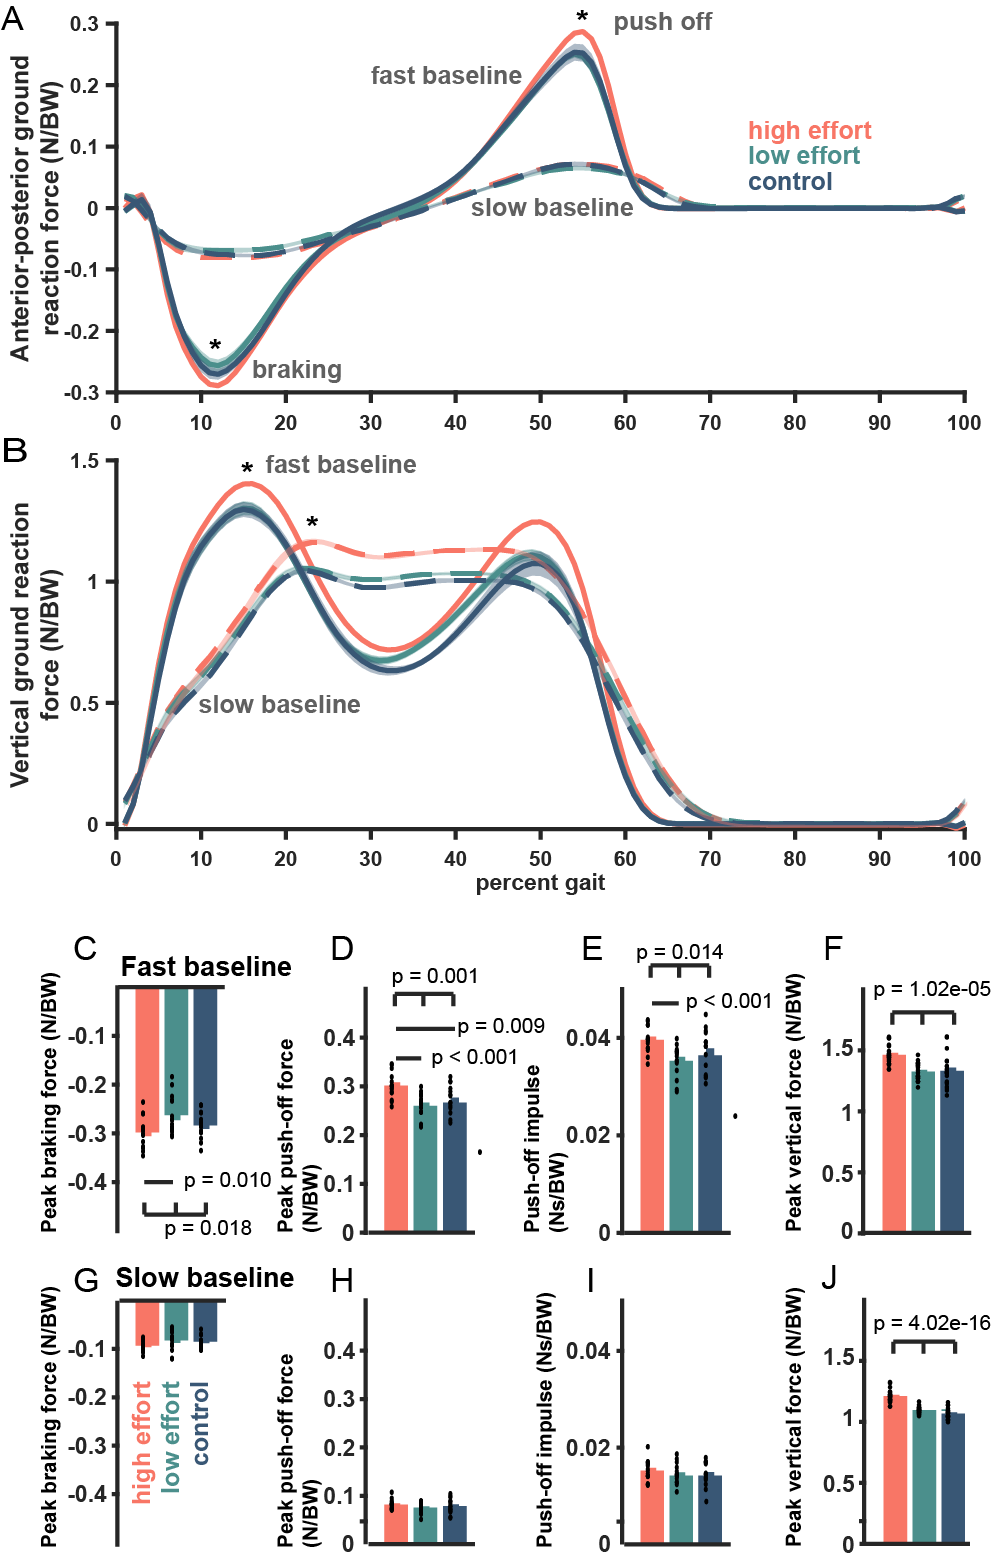 A
Anterior-posterior ground
reaction force (N/BW)
0.3
0.2
0.1
0
-0.1
-0.2
-0.3
*
push off
fast baseline
high effort
low effort
control
slow baseline
*
braking
0 10 20 30 40 50 60 70 80 90 100
B
Vertical ground reaction
force (N/BW)
1.5
1
0.5
0
* fast baseline
*
slow baseline
0 10 20 30 40 50 60 70 80 90 100
percent gait
C
Fast baseline
Peak braking force (N/BW)
-0.1
-0.2
-0.3
-0.4
p = 0.010
p = 0.018
D
p = 0.001
p = 0.009
p < 0.001
Peak push-off force
(N/BW)
0.4
0.3
0.2
0.1
0
E
p = 0.014
p < 0.001
Push-off impulse
(Ns/BW)
0.04
0.02
0
F
p = 1.02e-05
Peak vertical force (N/BW)
1.5
1
0.5
0
G
Slow baseline
Peak braking force (N/BW)
-0.1
-0.2
-0.3
-0.4
high effort
low effort
control
H
Peak push-off force
(N/BW)
0.4
0.3
0.2
0.1
0
I
Push-off impulse (Ns/BW)
0.04
0.02
0
J
p = 4.02e-16
Peak vertical force (N/BW)
1.5
1
0.5
0